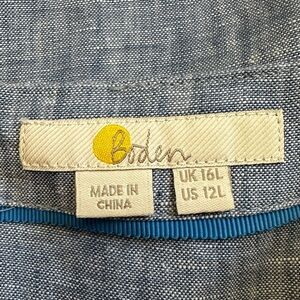 Boden
MADE IN
CHINA
UK 16L
US 12L